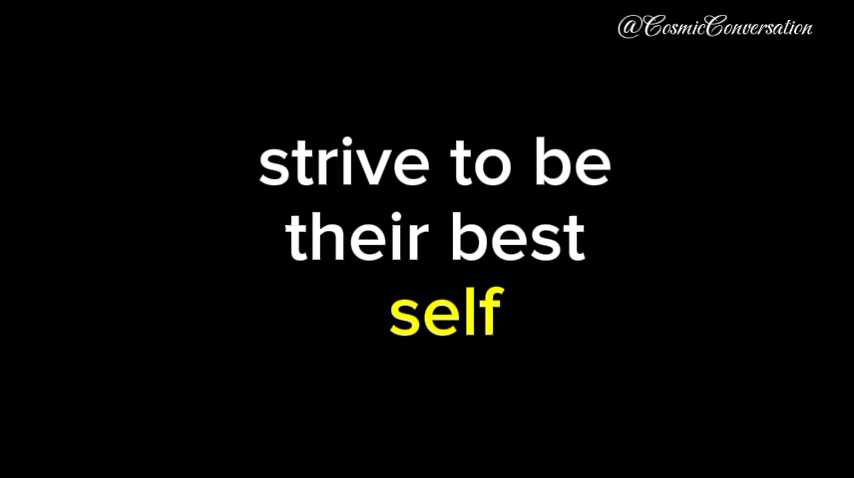 @CosmicConversation
strive to be
their best
self